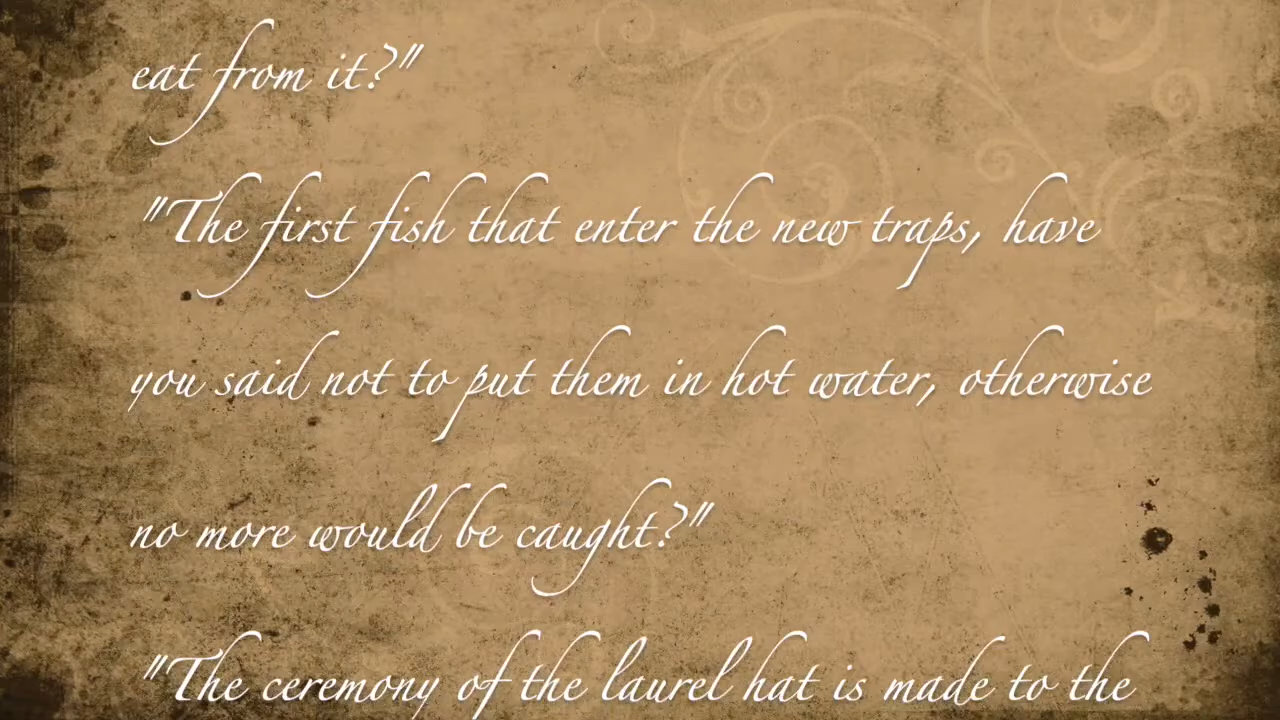 eat from it?"
"The first fish that enter the new traps, have
you said not to put them in hot water, otherwise
no more would be caught?"
"The ceremony of the laurel hat is made to the